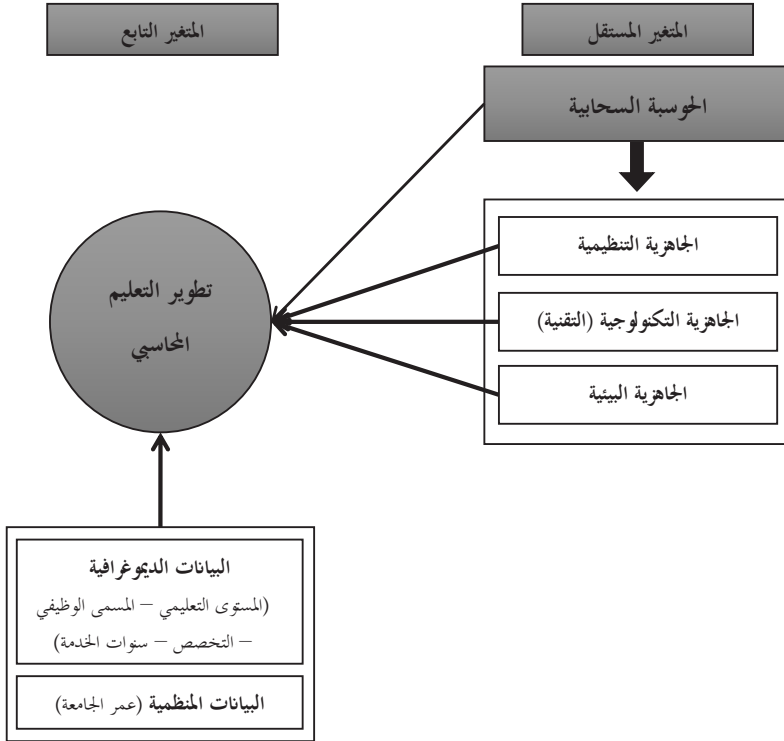 المتغير المستقل
المتغير التابع
الحوسبة السحابية
الجاهزية التنظيمية
الجاهزية التكنولوجية (التقنية)
الجاهزية البيئية
تطوير التعليم
المحاسبي
البيانات الديموغرافية
(المستوى التعليمي – المسمى الوظيفي
– التخصص – سنوات الخدمة)
البيانات المنظمية (عمر الجامعة)